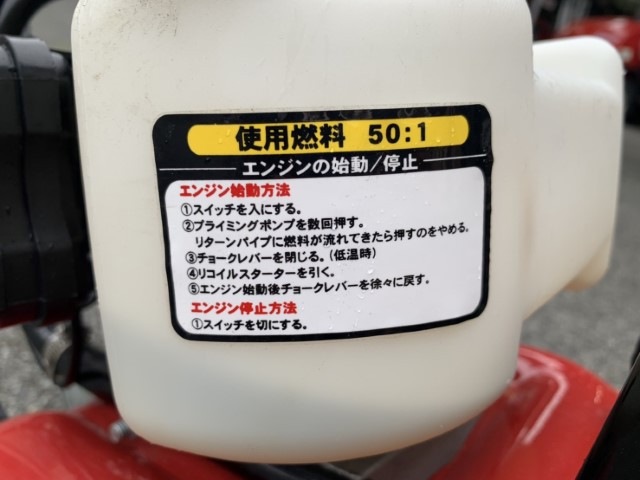 使用燃料 50:1
エンジンの始動/停止
エンジン始動方法
①スイッチを入にする。
②プライミングポンプを数回押す。
リターンパイプに燃料が流れてきたら押すのをやめる。
③チョークレバーを閉じる。(低温時)
④リコイルスターターを引く。
⑤エンジン始動後チョークレバーを徐々に戻す。
エンジン停止方法
①スイッチを切にする。